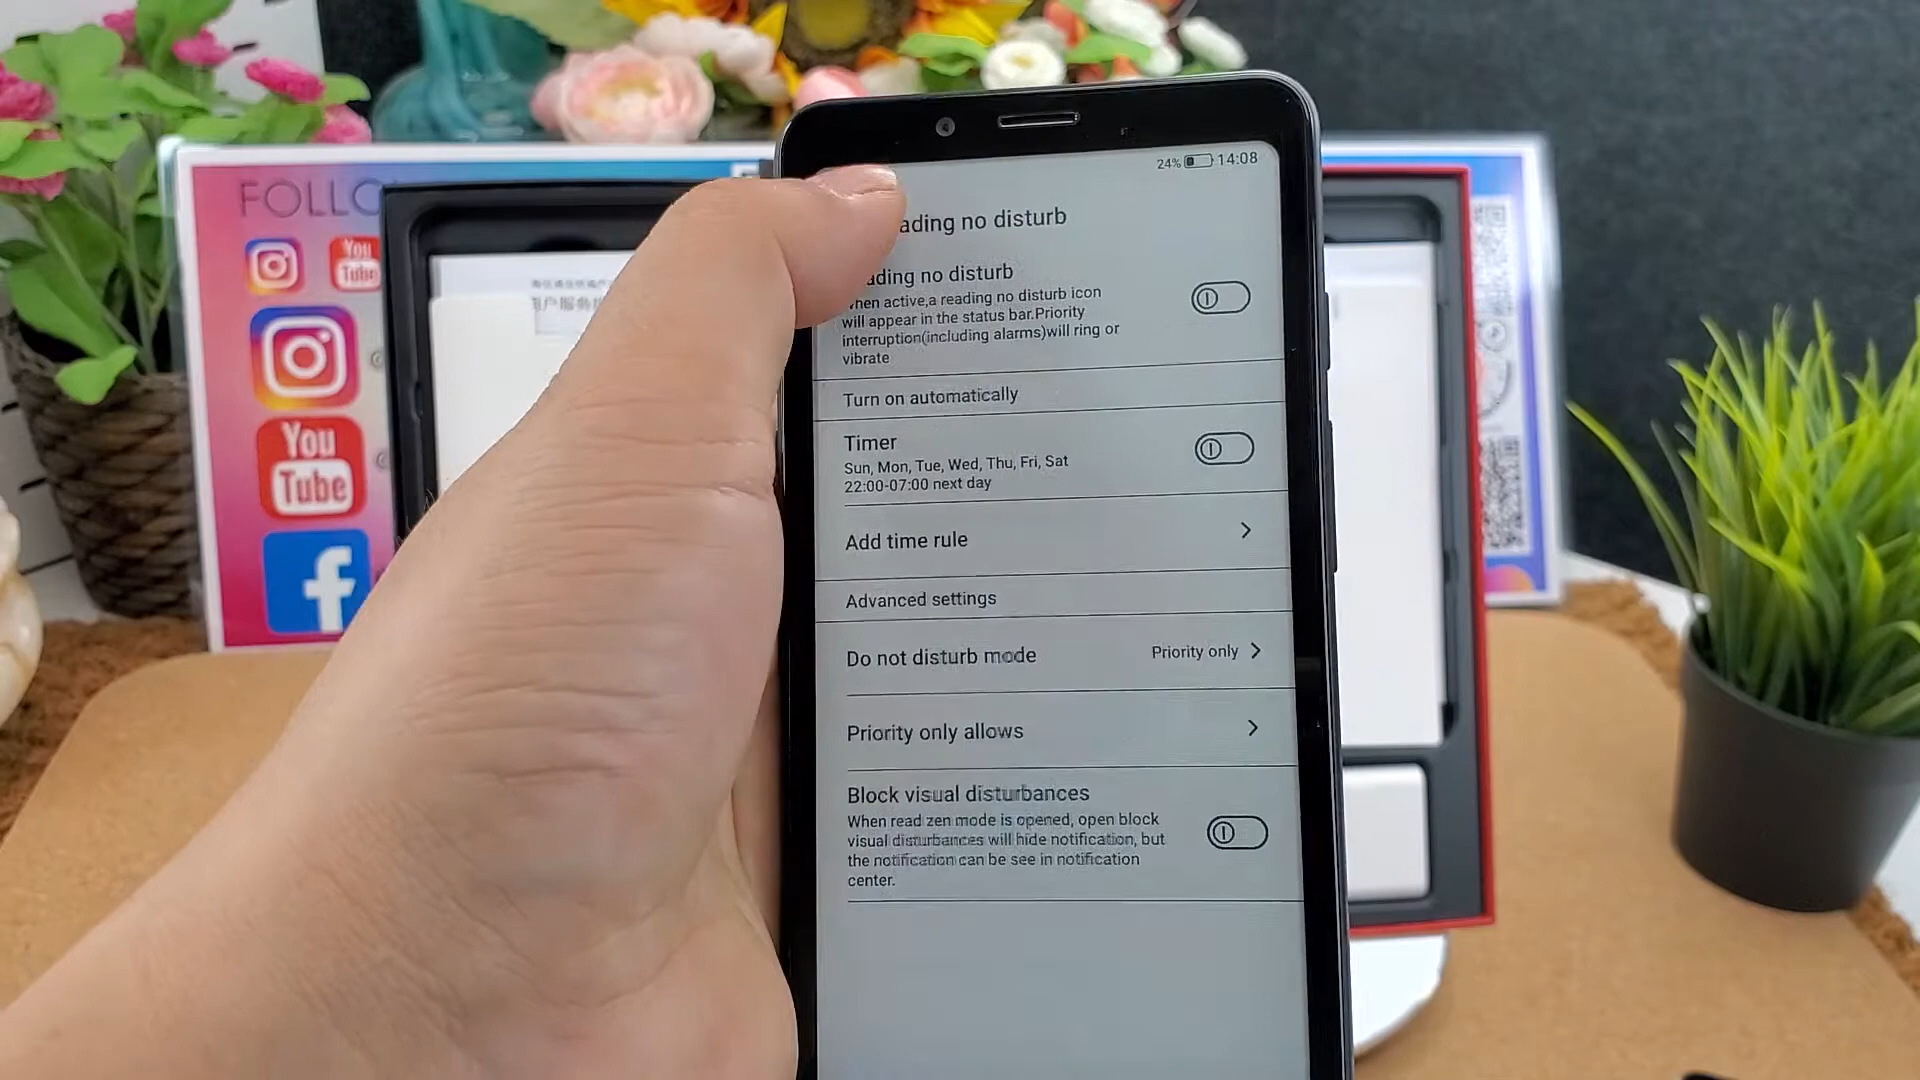 FOLLO
You
Tube
You
Tube
24% 14:08
ading no disturb
ading no disturb
When active,a reading no disturb icon
will appear in the status bar.Priority
interruption(including alarms)will ring or
vibrate
Turn on automatically
Timer
Sun, Mon, Tue, Wed, Thu, Fri, Sat
22:00-07:00 next day
Add time rule
Advanced settings
Do not disturb mode
Priority only
Priority only allows
Block visual disturbances
When read zen mode is opened, open block
visual disturbances will hide notification, but
the notification can be see in notification
center.